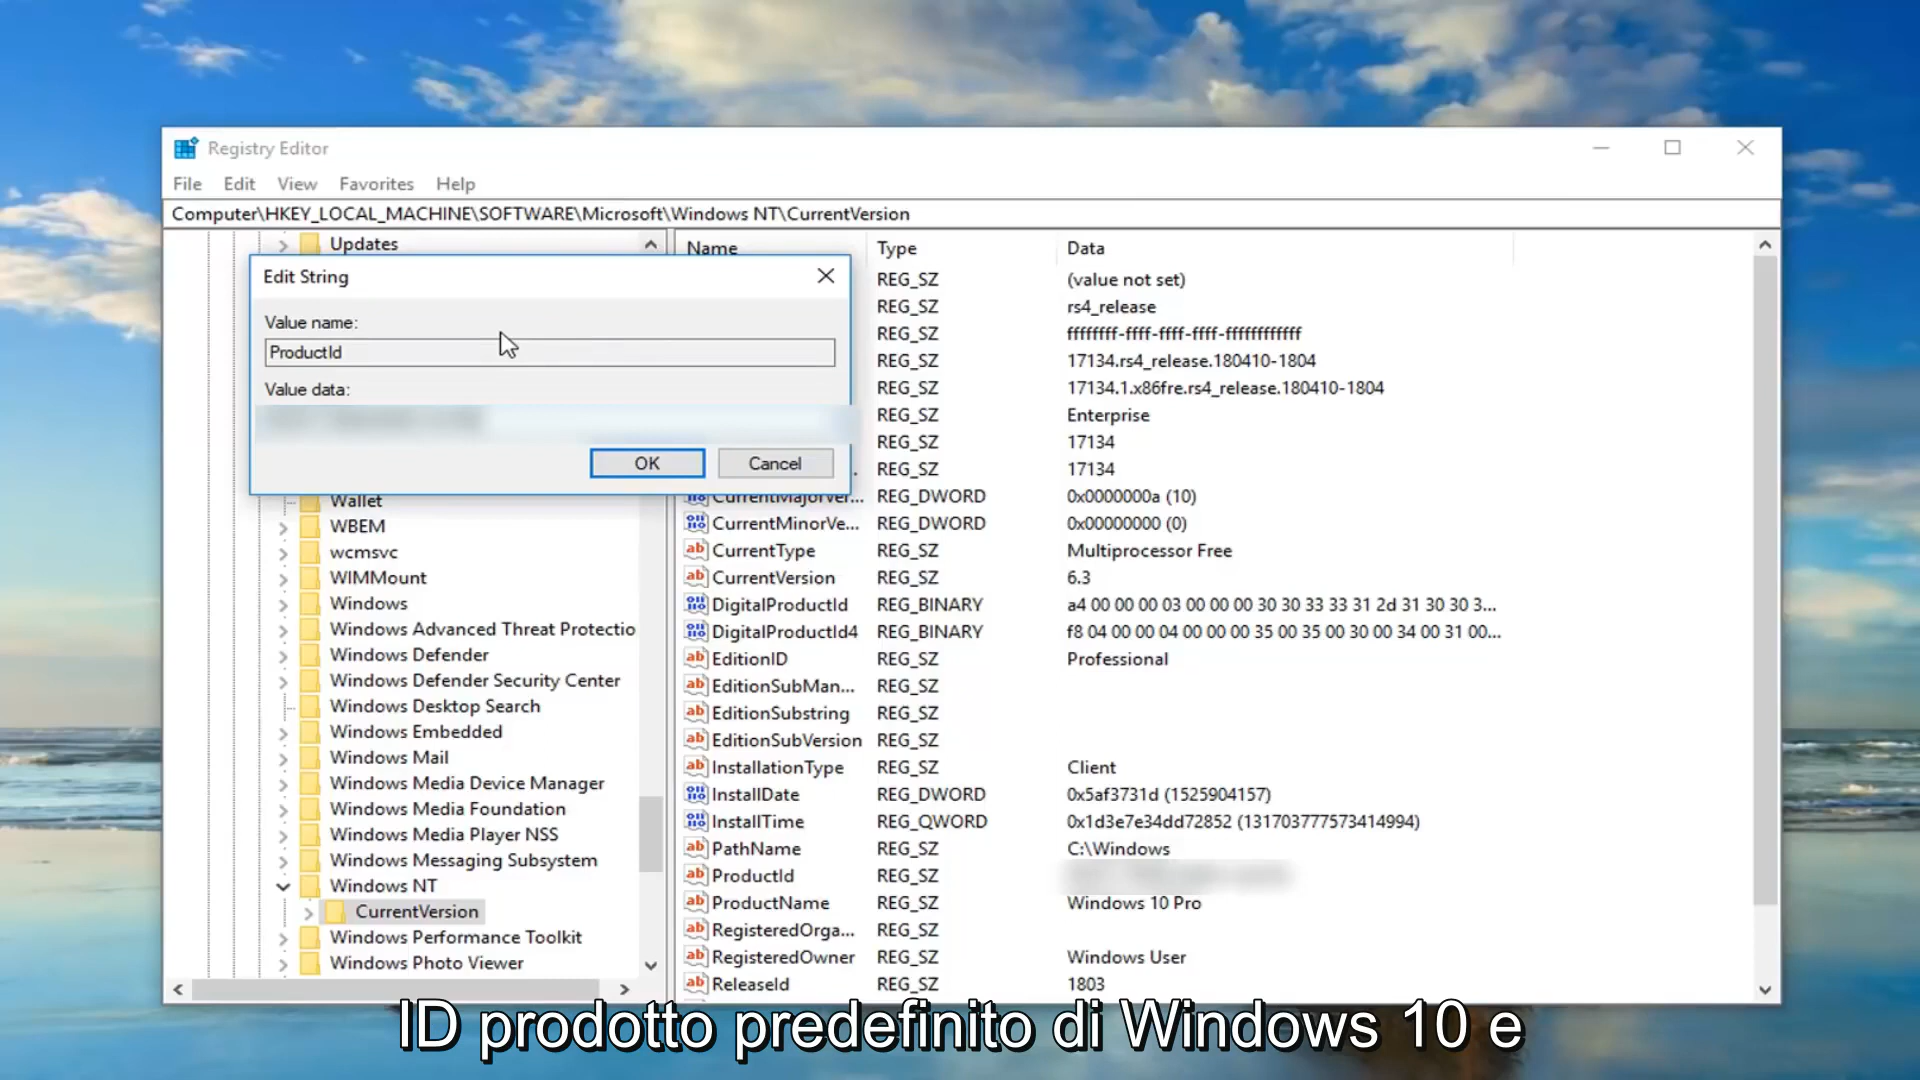 Registry Editor
File Edit View Favorites Help
Computer\HKEY_LOCAL_MACHINE\SOFTWARE\Microsoft\Windows NT\CurrentVersion
Updates
Edit String
Value name:
ProductId
Value data:
OK Cancel
Wallet
WBEM
wcmsvc
WIMMount
Windows
Windows Advanced Threat Protectio
Windows Defender
Windows Defender Security Center
Windows Desktop Search
Windows Embedded
Windows Mail
Windows Media Device Manager
Windows Media Foundation
Windows Media Player NSS
Windows Messaging Subsystem
Windows NT
CurrentVersion
Windows Performance Toolkit
Windows Photo Viewer
Name Type Data
REG_SZ (value not set)
REG_SZ rs4_release
REG_SZ ffffffff-ffff-ffff-ffff-ffffffffffff
REG_SZ 17134.rs4_release.180410-1804
REG_SZ 17134.1.x86fre.rs4_release.180410-1804
REG_SZ Enterprise
REG_SZ 17134
REG_SZ 17134
CurrentMajorVer... REG_DWORD 0x0000000a (10)
CurrentMinorVe... REG_DWORD 0x00000000 (0)
CurrentType REG_SZ Multiprocessor Free
CurrentVersion REG_SZ 6.3
DigitalProductId REG_BINARY a4 00 00 00 03 00 00 00 30 30 33 33 31 2d 31 30 30 3...
DigitalProductId4 REG_BINARY f8 04 00 00 04 00 00 00 35 00 35 00 30 00 34 00 31 00...
EditionID REG_SZ Professional
EditionSubMan... REG_SZ
EditionSubstring REG_SZ
EditionSubVersion REG_SZ
InstallationType REG_SZ Client
InstallDate REG_DWORD 0x5af3731d (1525904157)
InstallTime REG_QWORD 0x1d3e7e34dd72852 (131703777573414994)
PathName REG_SZ C:\Windows
ProductId REG_SZ
ProductName REG_SZ Windows 10 Pro
RegisteredOrga... REG_SZ
RegisteredOwner REG_SZ Windows User
ReleaseId REG_SZ 1803
ID prodotto predefinito di Windows 10 e